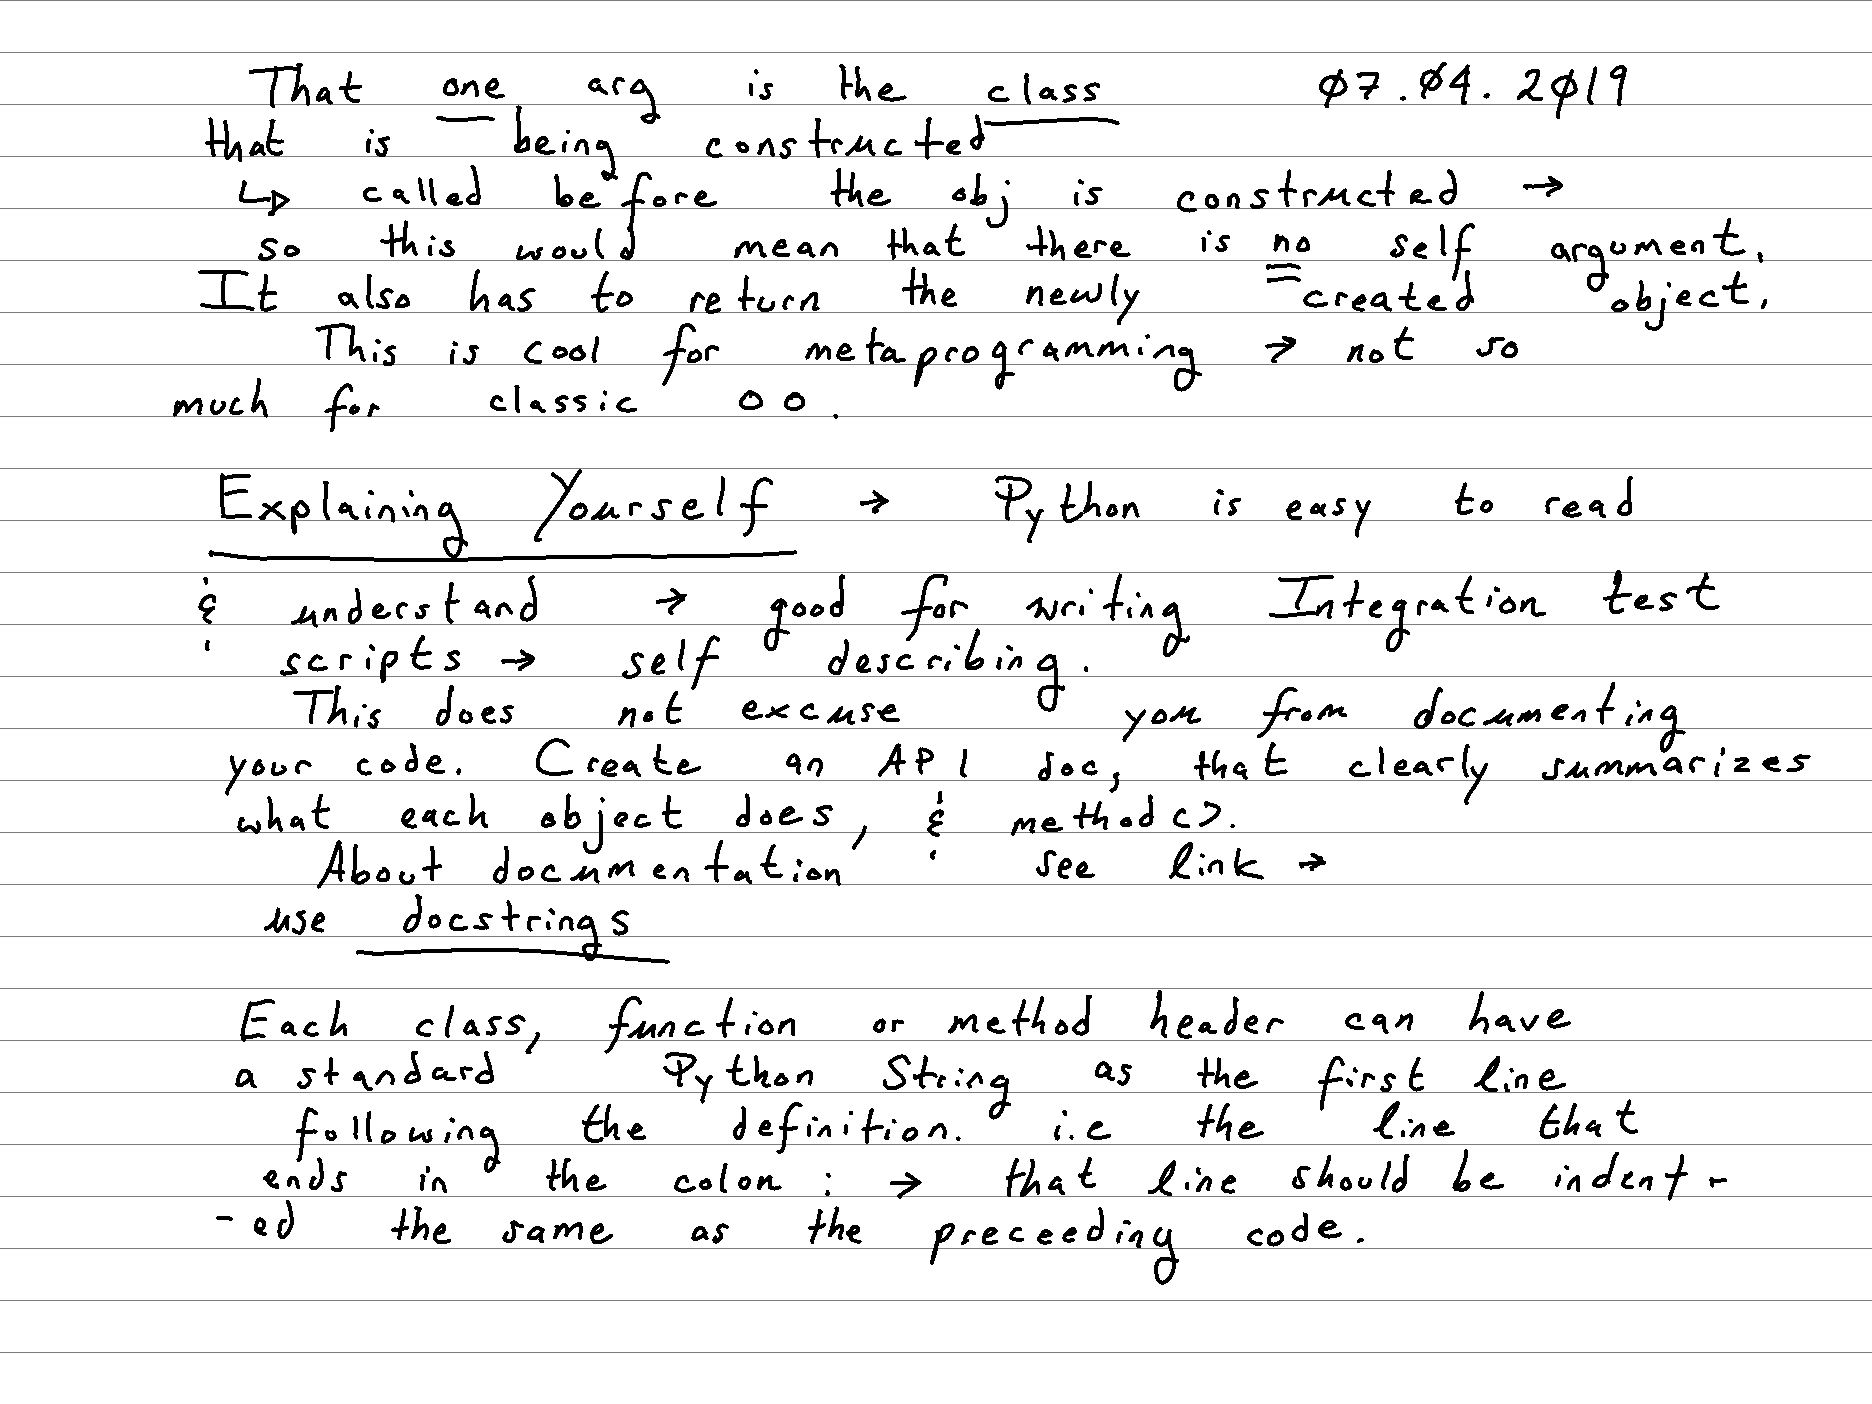 That one arg is the class 07.04.2019
that is being constructed
↳ called before the obj is constructed →
so this would mean that there is no self argument.
It also has to return the newly created object.
This is cool for metaprogramming → not so
much for classic OO.
Explaining Yourself → Python is easy to read
& understand → good for writing Integration test
scripts → self describing.
This does not excuse you from documenting
your code. Create an API doc, that clearly summarizes
what each object does, & method().
About documentation see link →
use docstrings
Each class, function or method header can have
a standard Python String as the first line
following the definition. i.e the line that
ends in the colon : → that line should be indent-
-ed the same as the preceeding code.